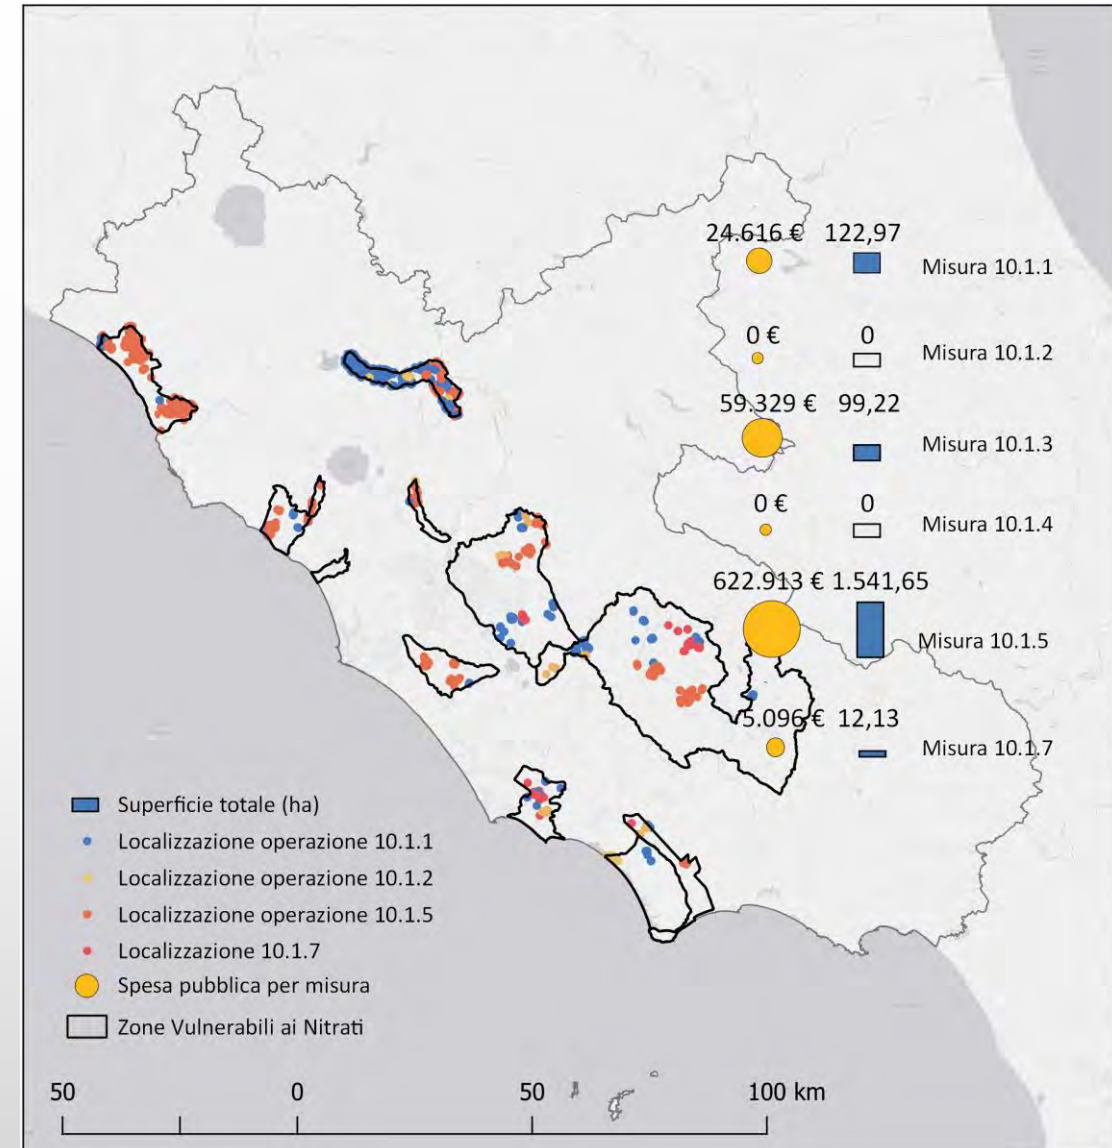 24.616 € 122,97
Misura 10.1.1
0 € 0
Misura 10.1.2
59.329 € 99,22
Misura 10.1.3
0 € 0
Misura 10.1.4
622.913 € 1.541,65
Misura 10.1.5
5.096 € 12,13
Misura 10.1.7
Superficie totale (ha)
Localizzazione operazione 10.1.1
Localizzazione operazione 10.1.2
Localizzazione operazione 10.1.5
Localizzazione 10.1.7
Spesa pubblica per misura
Zone Vulnerabili ai Nitrati
50 0 50 100 km